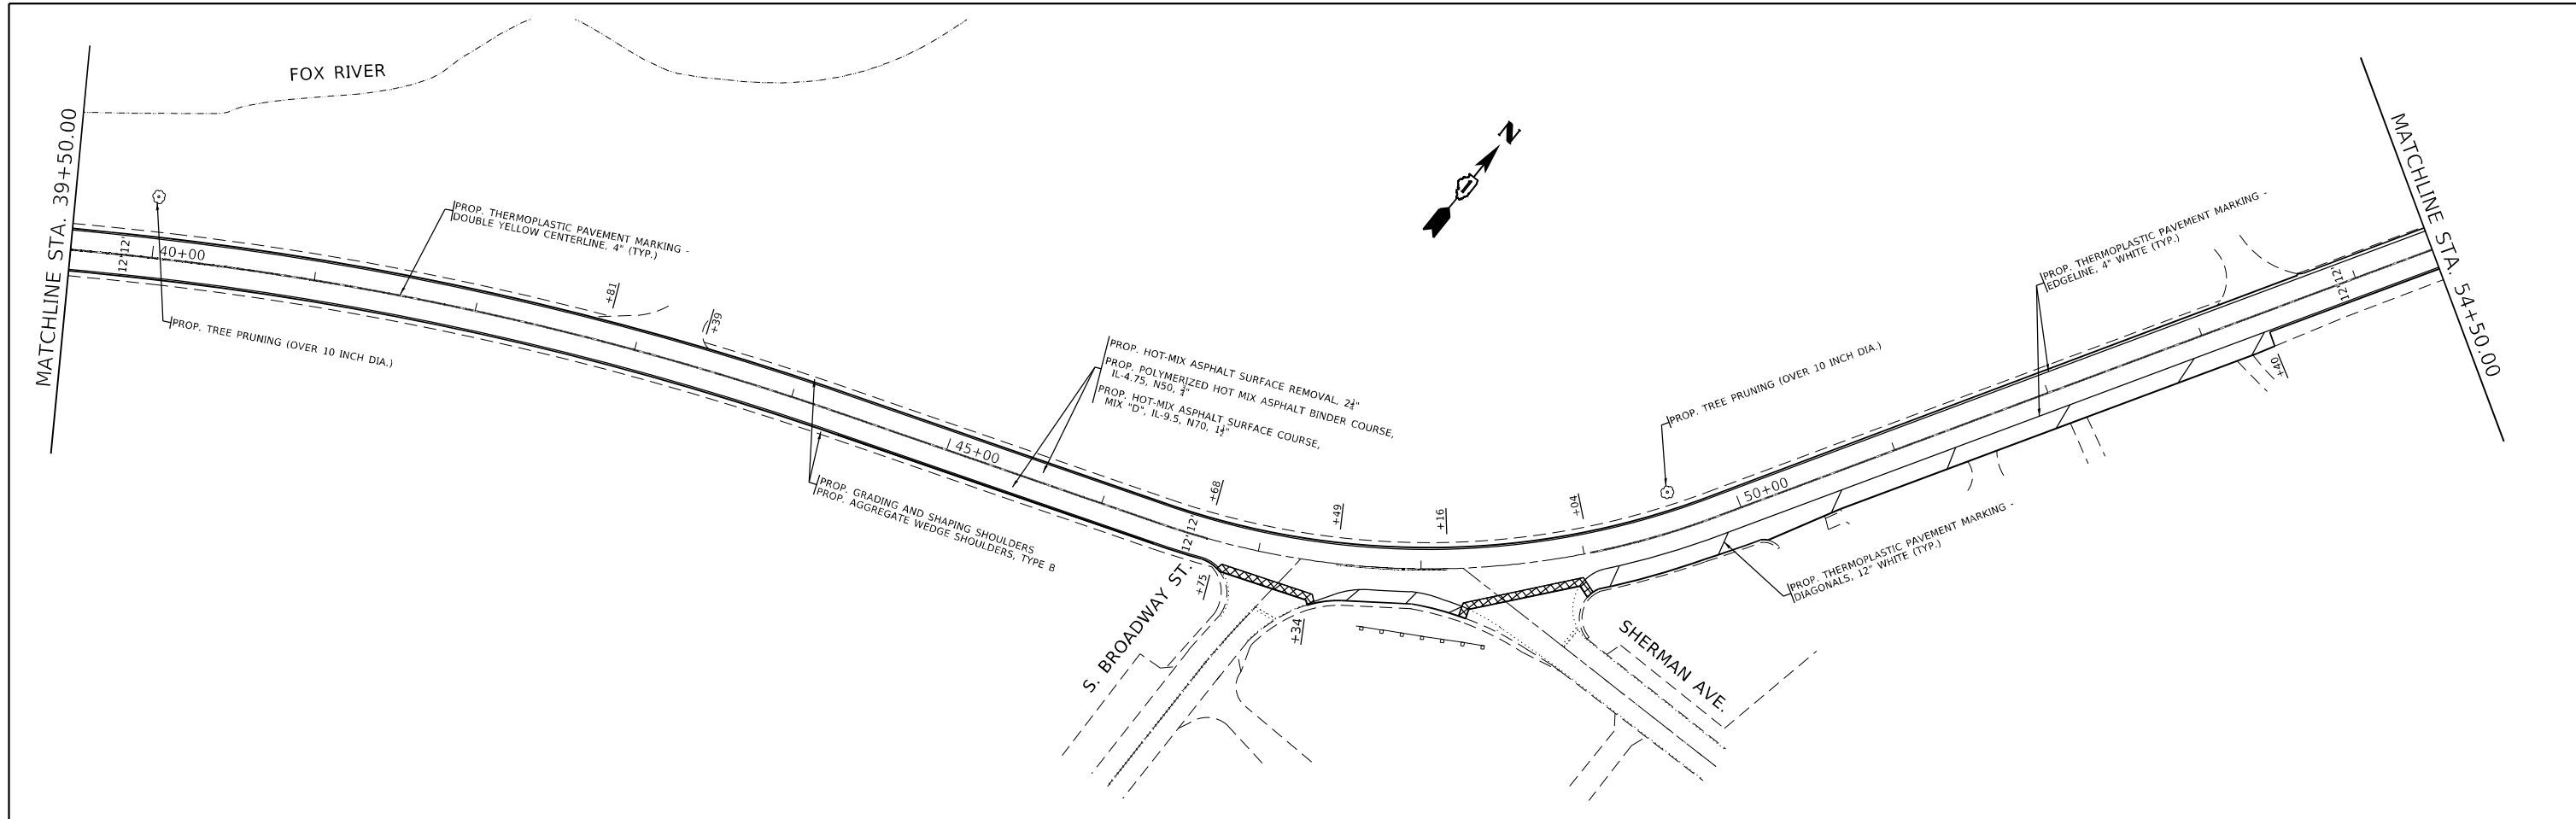 FOX RIVER
N
MATCHLINE STA. 39+50.00
MATCHLINE STA. 54+50.00
PROP. THERMOPLASTIC PAVEMENT MARKING -
DOUBLE YELLOW CENTERLINE, 4" (TYP.)
12' 12'
40+00
PROP. TREE PRUNING (OVER 10 INCH DIA.)
+81
+39
PROP. HOT-MIX ASPHALT SURFACE REMOVAL, 2¼"
PROP. POLYMERIZED HOT MIX ASPHALT BINDER COURSE,
IL-4.75, N50, ¾"
PROP. HOT-MIX ASPHALT SURFACE COURSE,
MIX "D", IL-9.5, N70, 1½"
45+00
PROP. GRADING AND SHAPING SHOULDERS
PROP. AGGREGATE WEDGE SHOULDERS, TYPE B
12' 12'
+68
+49
+16
+04
+75
+34
S. BROADWAY ST.
SHERMAN AVE.
PROP. TREE PRUNING (OVER 10 INCH DIA.)
50+00
PROP. THERMOPLASTIC PAVEMENT MARKING -
EDGELINE, 4" WHITE (TYP.)
12' 12'
+40
PROP. THERMOPLASTIC PAVEMENT MARKING -
DIAGONALS, 12" WHITE (TYP.)